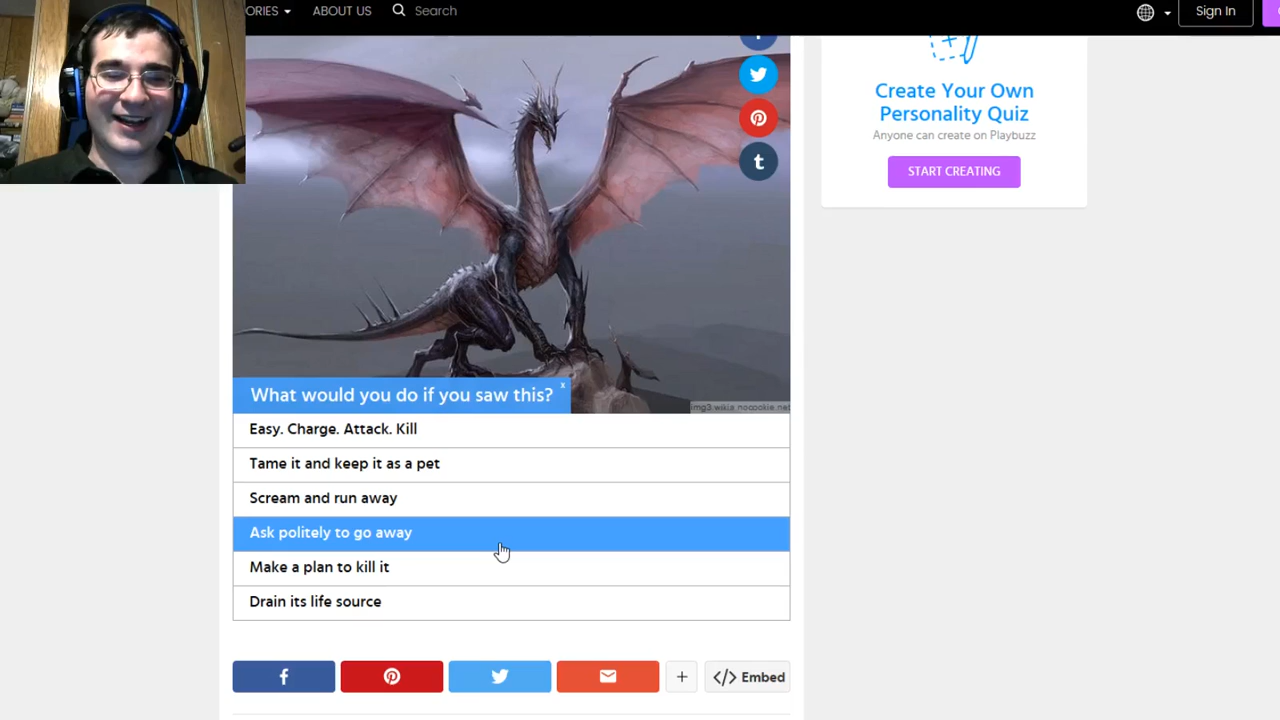 ORIES
ABOUT US
Search
Sign In
Create Your Own
Personality Quiz
Anyone can create on Playbuzz
START CREATING
What would you do if you saw this?
x
Easy. Charge. Attack. Kill
Tame it and keep it as a pet
Scream and run away
Ask politely to go away
Make a plan to kill it
Drain its life source
Embed